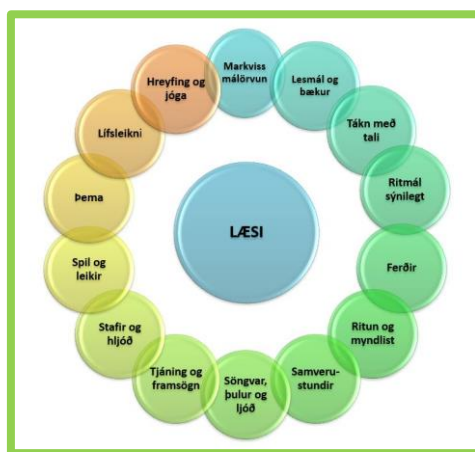 Markviss
málörvun
Lesmál og
bækur
Tákn með
tali
Ritmál
sýnilegt
Ferðir
Ritun og
myndlist
Samveru-
stundir
Söngvar,
þulur og
ljóð
Tjáning og
framsögn
Stafir og
hljóð
Spil og
leikir
Þema
Lífsleikni
Hreyfing og
jóga
LÆSI